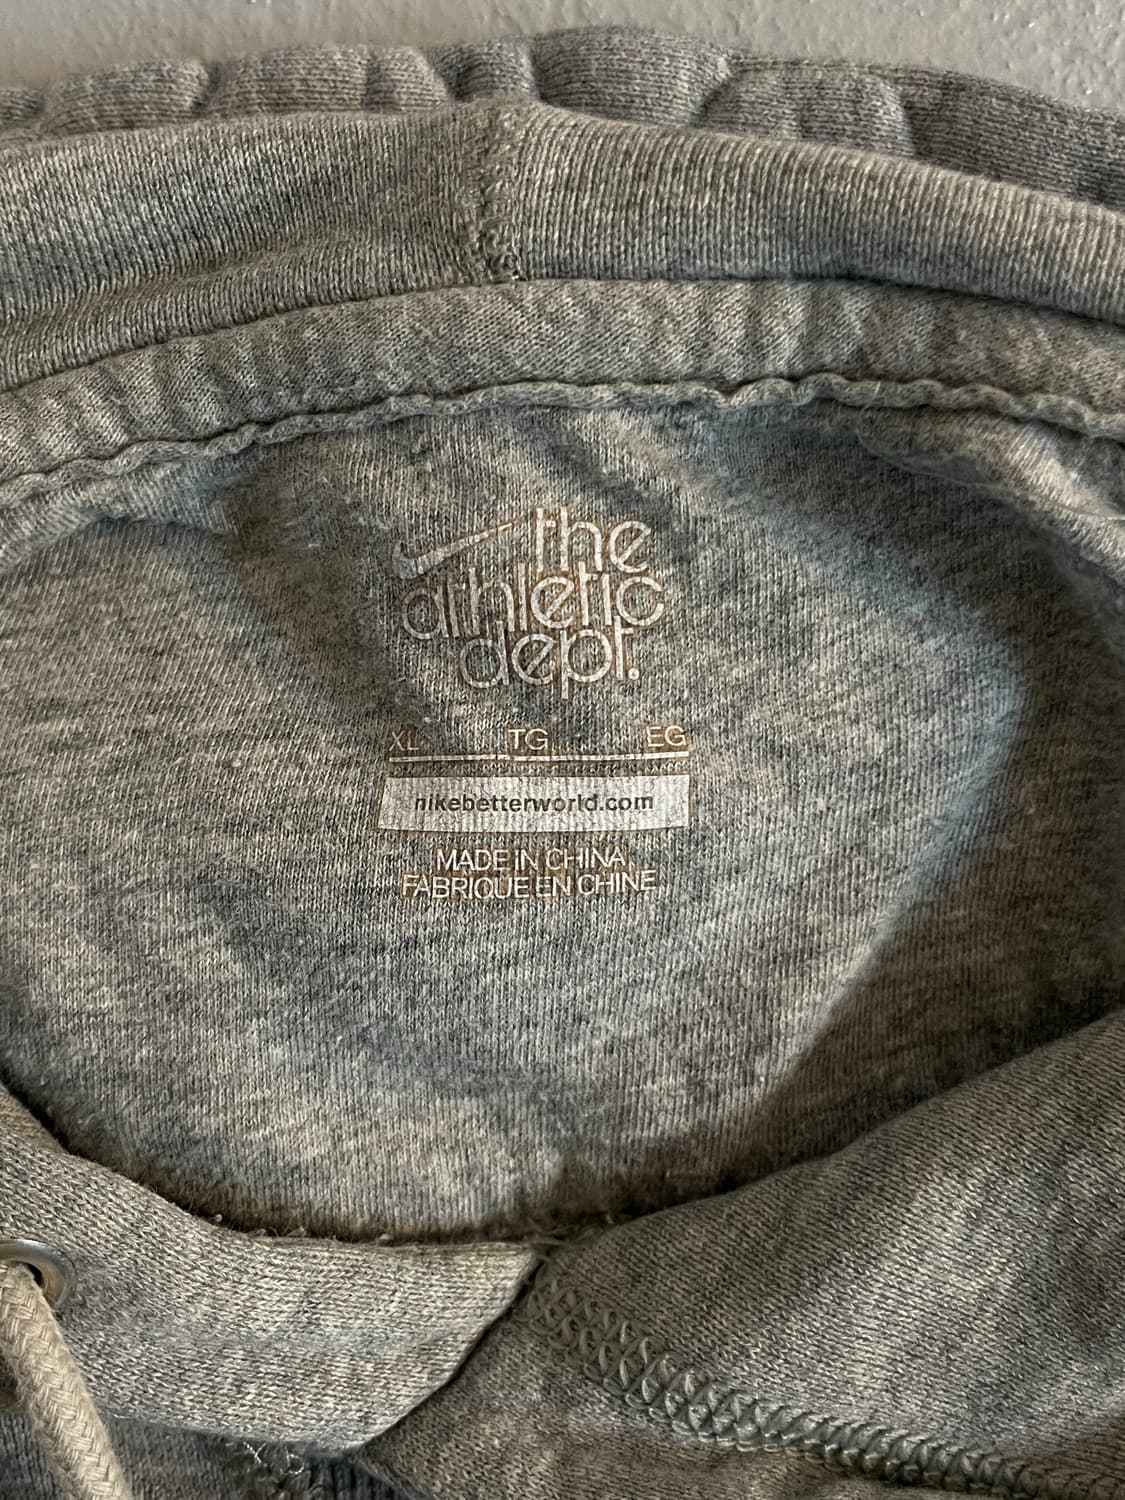 the
athletic
dept.
XL TG EG
nikebetterworld.com
MADE IN CHINA
FABRIQUE EN CHINE